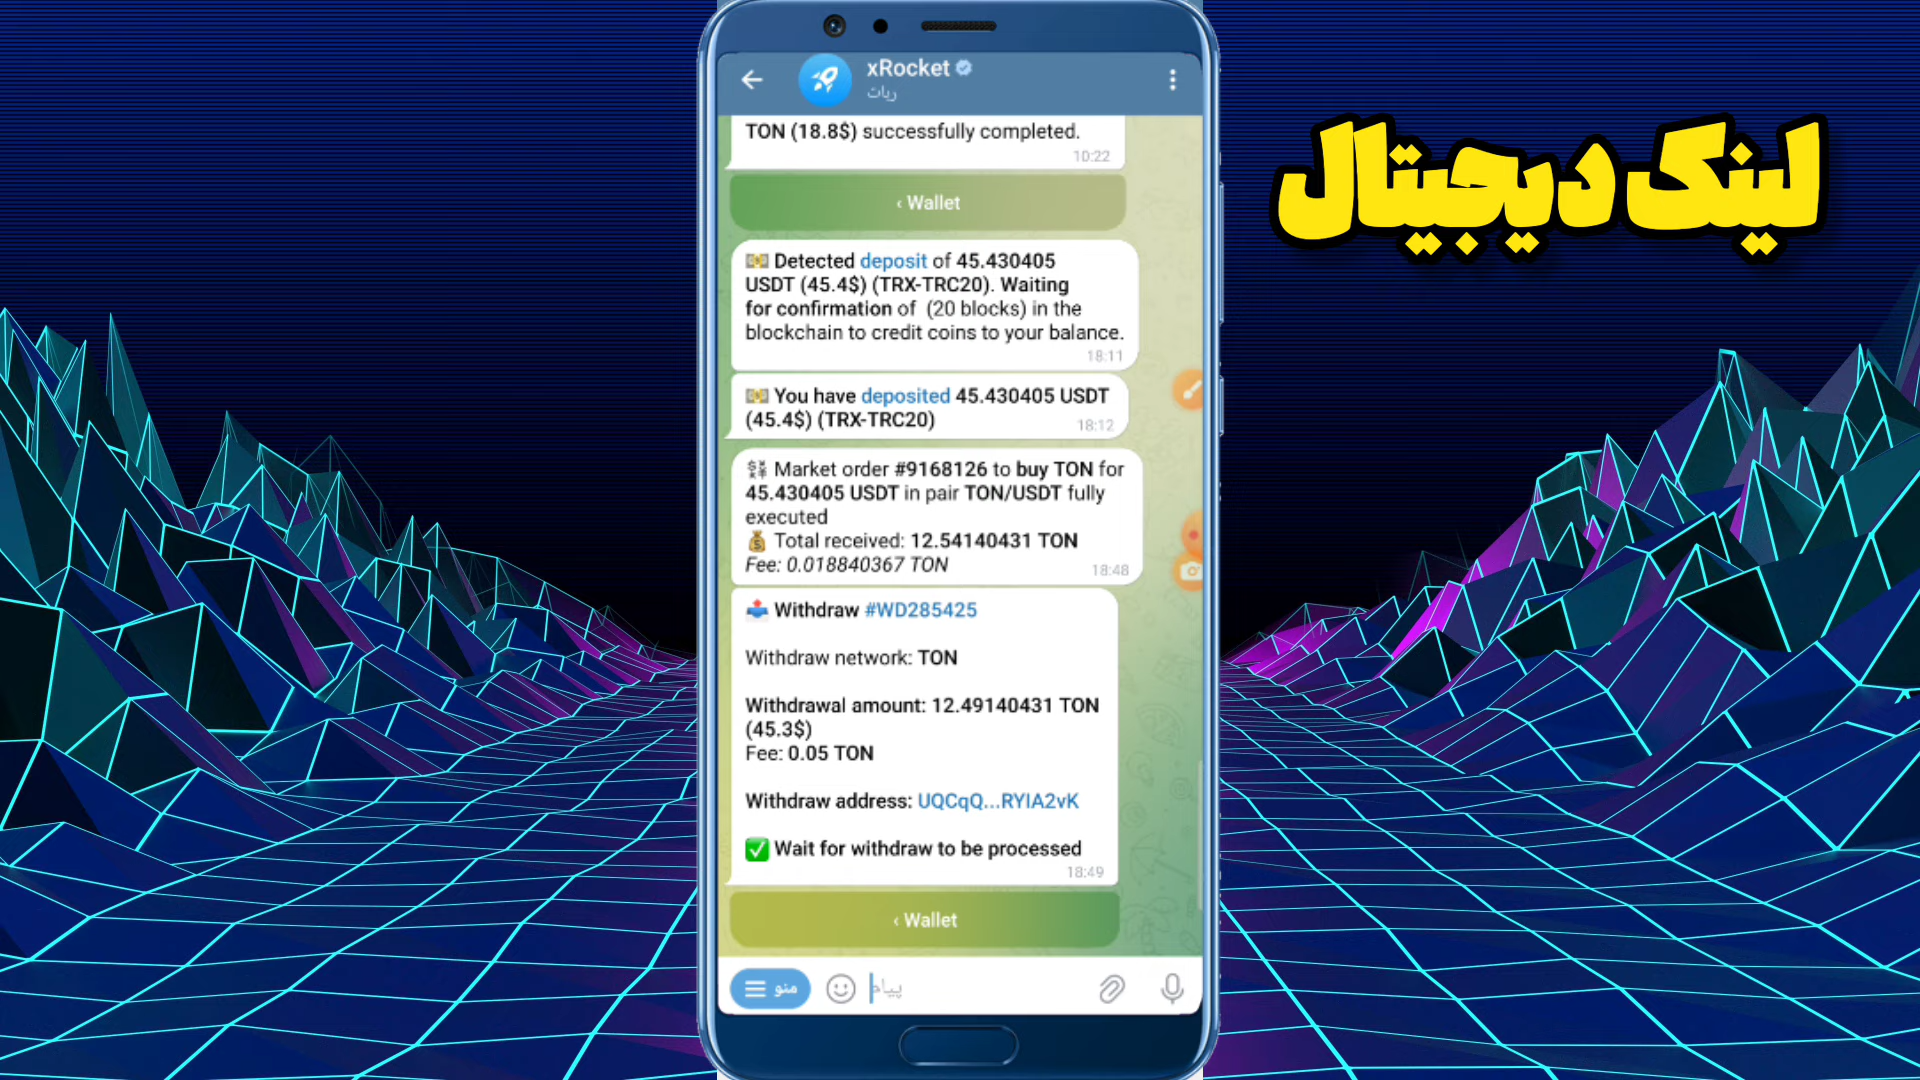 xRocket
ربات
TON (18.8$) successfully completed.
10:22
‹ Wallet
Detected deposit of 45.430405
USDT (45.4$) (TRX-TRC20). Waiting
for confirmation of (20 blocks) in the
blockchain to credit coins to your balance.
18:11
You have deposited 45.430405 USDT
(45.4$) (TRX-TRC20)
18:12
Market order #9168126 to buy TON for
45.430405 USDT in pair TON/USDT fully
executed
💰 Total received: 12.54140431 TON
Fee: 0.018840367 TON
18:48
📤 Withdraw #WD285425
Withdraw network: TON
Withdrawal amount: 12.49140431 TON
(45.3$)
Fee: 0.05 TON
Withdraw address: UQCqQ...RYIA2vK
✅ Wait for withdraw to be processed
18:49
‹ Wallet
منو
پیام
لینک دیجیتال